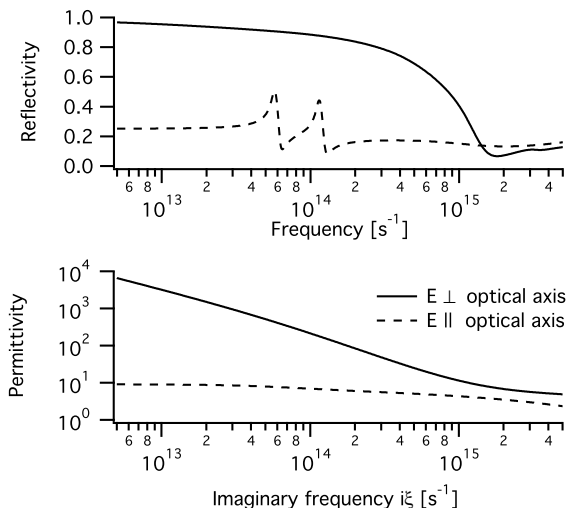 1.0
0.8
0.6
0.4
0.2
0.0
Reflectivity
6 8 2 4 6 8 2 4 6 8 2 4
10^13 10^14 10^15
Frequency [s^-1]
10^4
10^3
10^2
10^1
10^0
Permittivity
E ⊥ optical axis
E || optical axis
6 8 2 4 6 8 2 4 6 8 2 4
10^13 10^14 10^15
Imaginary frequency iξ [s^-1]